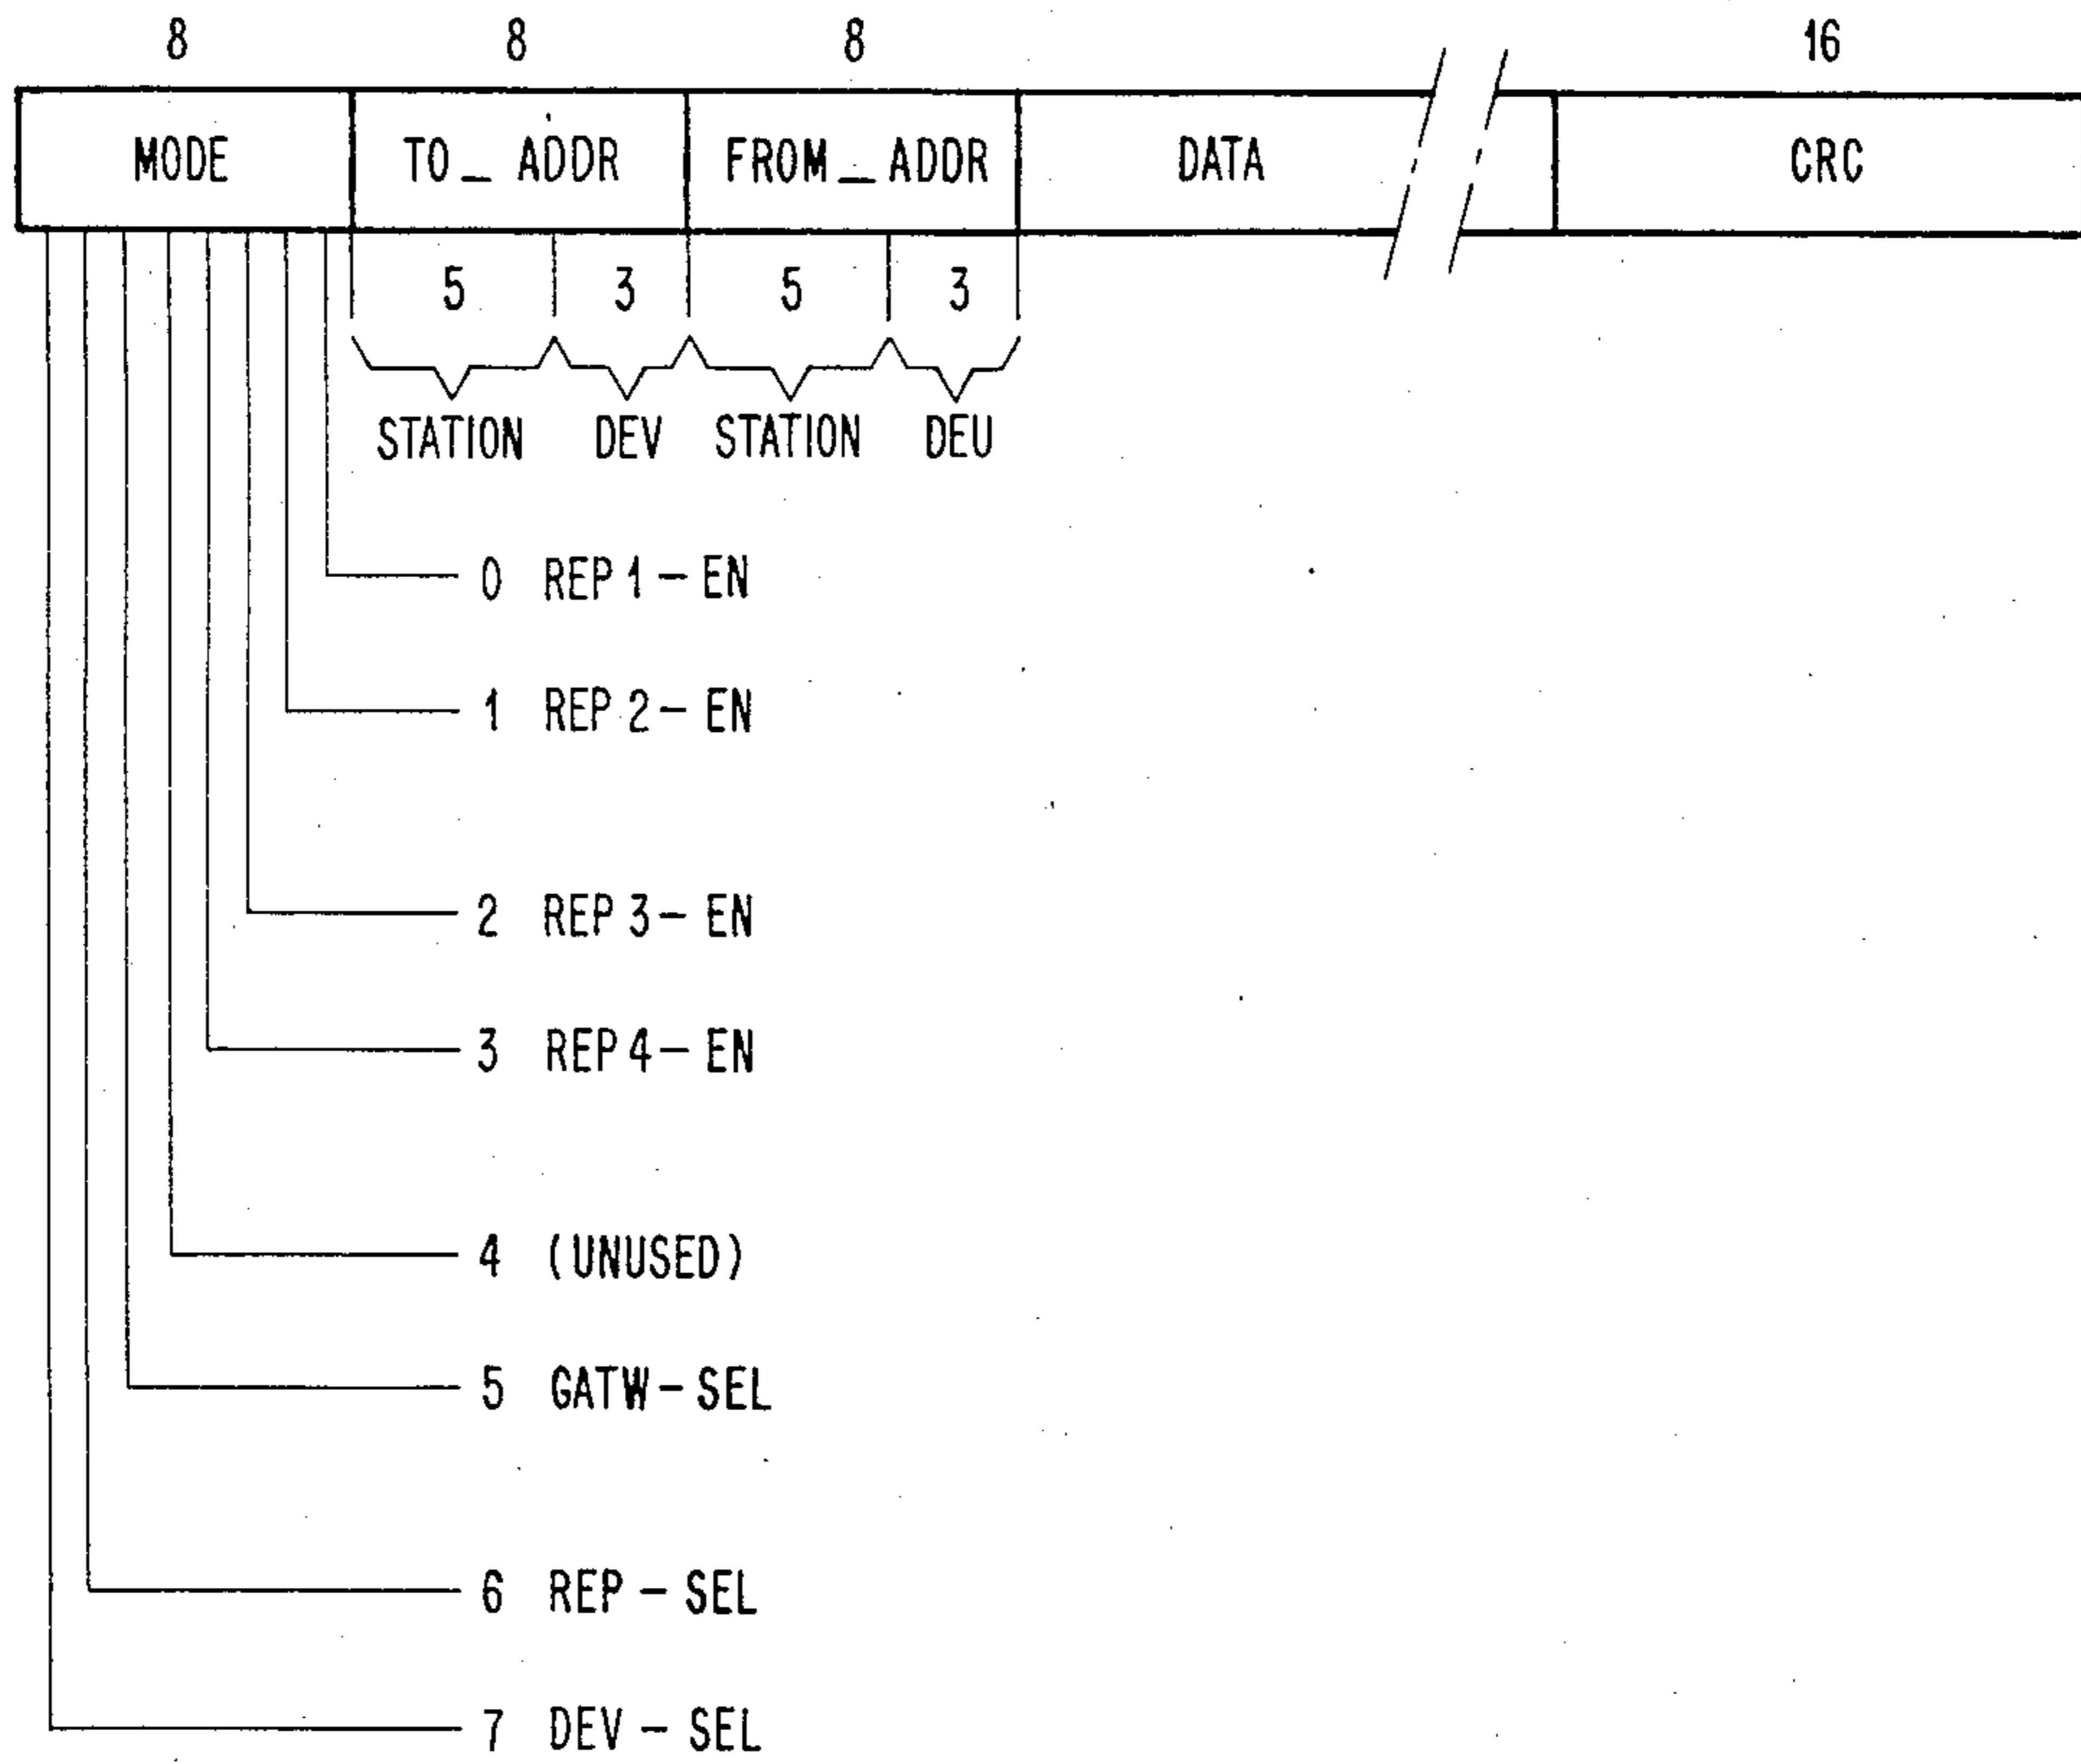 8 8 8 16
MODE TO_ ADDR FROM_ADDR DATA CRC
5 3 5 3
STATION DEV STATION DEU
0 REP 1-EN
1 REP 2-EN
2 REP 3-EN
3 REP 4-EN
4 (UNUSED)
5 GATW-SEL
6 REP-SEL
7 DEV-SEL